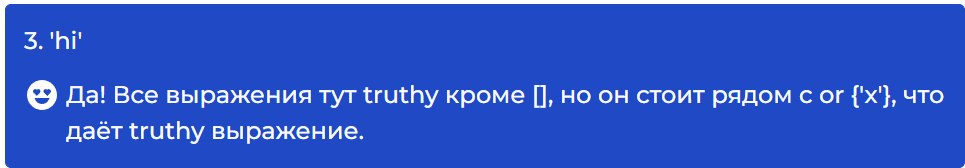 3. 'hi'
Да! Все выражения тут truthy кроме [], но он стоит рядом с or {'x'}, что
даёт truthy выражение.